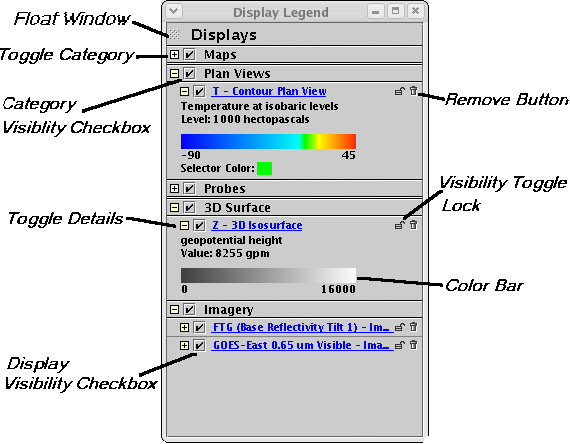 Display Legend
Float Window
Displays
Toggle Category
Maps
Plan Views
Category
Visiblity Checkbox
T - Contour Plan View
Remove Button
Temperature at isobaric levels
Level: 1000 hectopascals
-90 45
Selector Color:
Probes
Visibility Toggle
Lock
3D Surface
Toggle Details
Z - 3D Isosurface
geopotential height
Value: 8255 gpm
Color Bar
0 16000
Imagery
FTG (Base Reflectivity Tilt 1) - Im...
GOES-East 0.65 um Visible - Ima...
Display
Visibility Checkbox